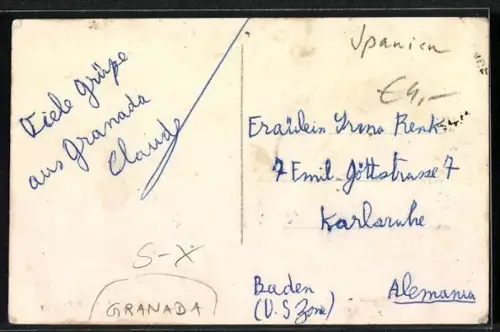 Spanien
€4,–
Viele Grüße
aus Granada
Claude
Fräulein Irma Renk
7 Emil-Göttstrasse 7
Karlsruhe
Baden
(U.S Zone)
Alemania
S-X
GRANADA